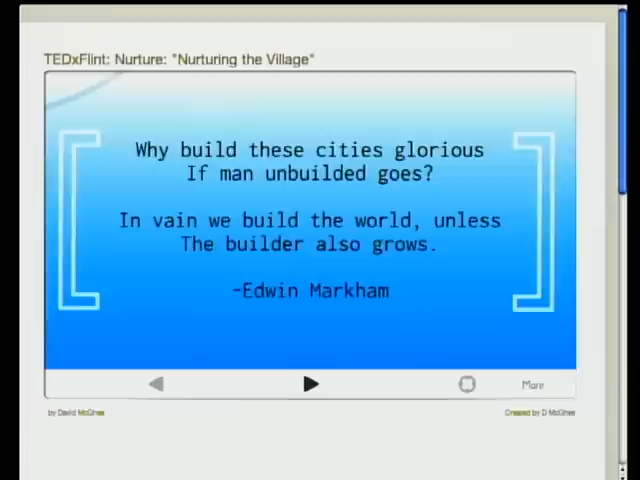 TEDxFlint: Nurture: "Nurturing the Village"
Why build these cities glorious
If man unbuilded goes?
In vain we build the world, unless
The builder also grows.
-Edwin Markham
More
by David McGhee
Created by D McGhee